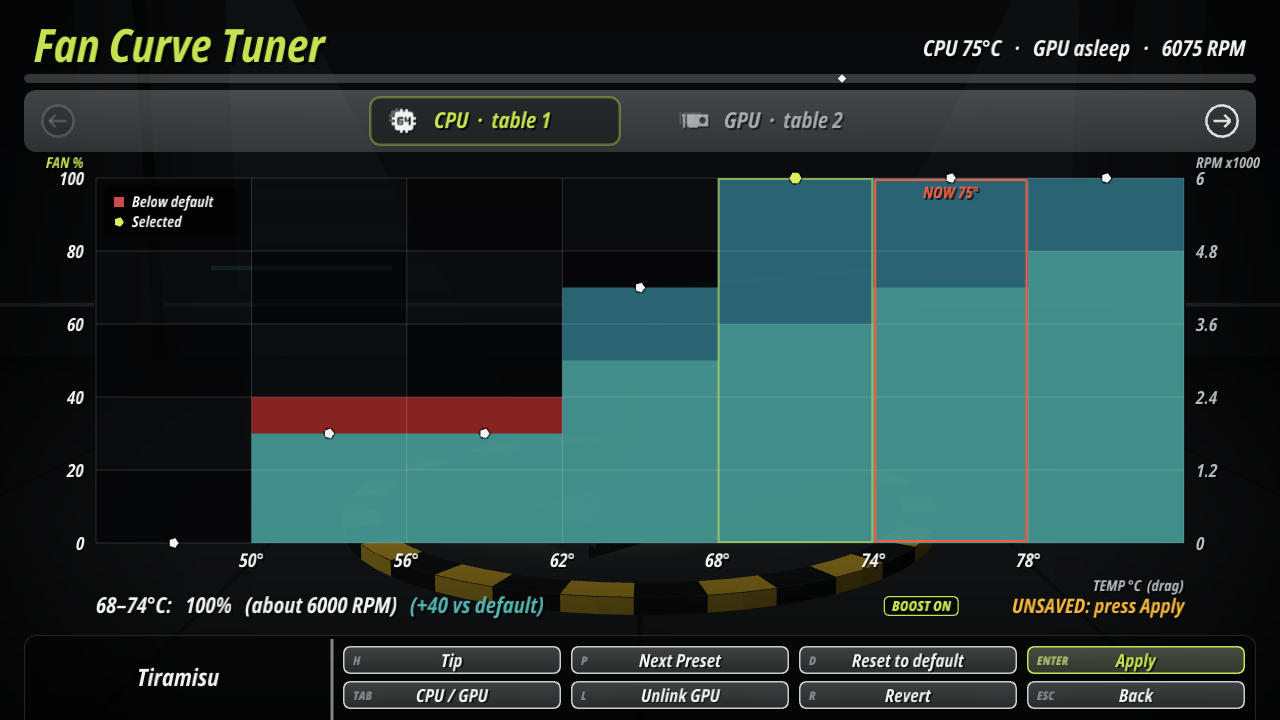 Fan Curve Tuner
CPU 75°C · GPU asleep · 6075 RPM
64
CPU · table 1
GPU · table 2
FAN %
RPM x1000
100
6
NOW 75°
Below default
Selected
80
4.8
60
3.6
40
2.4
20
1.2
0
0
50°
56°
62°
68°
74°
78°
TEMP °C (drag)
68–74°C: 100% (about 6000 RPM) (+40 vs default)
BOOST ON
UNSAVED: press Apply
Tiramisu
H Tip
P Next Preset
D Reset to default
ENTER Apply
TAB CPU / GPU
L Unlink GPU
R Revert
ESC Back